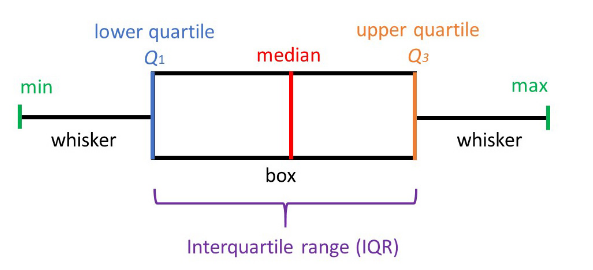 lower quartile
Q1
median
upper quartile
Q3
min
max
whisker
whisker
box
Interquartile range (IQR)